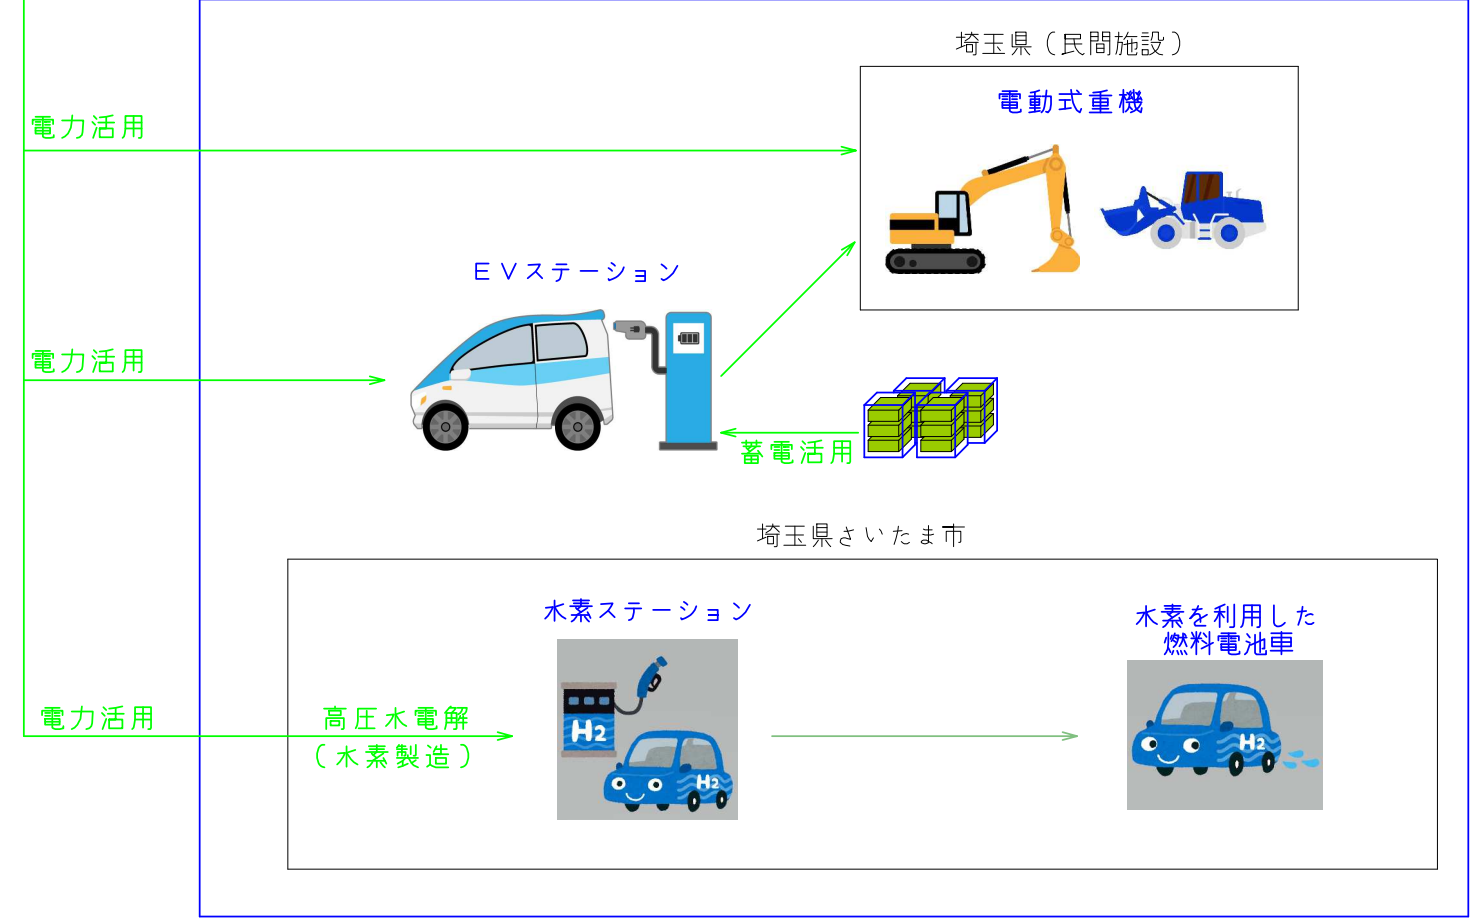 埼玉県（民間施設）
電動式重機
電力活用
ＥＶステーション
電力活用
蓄電活用
埼玉県さいたま市
水素ステーション
水素を利用した
燃料電池車
電力活用
高圧水電解
（水素製造）
H2
H2
H2